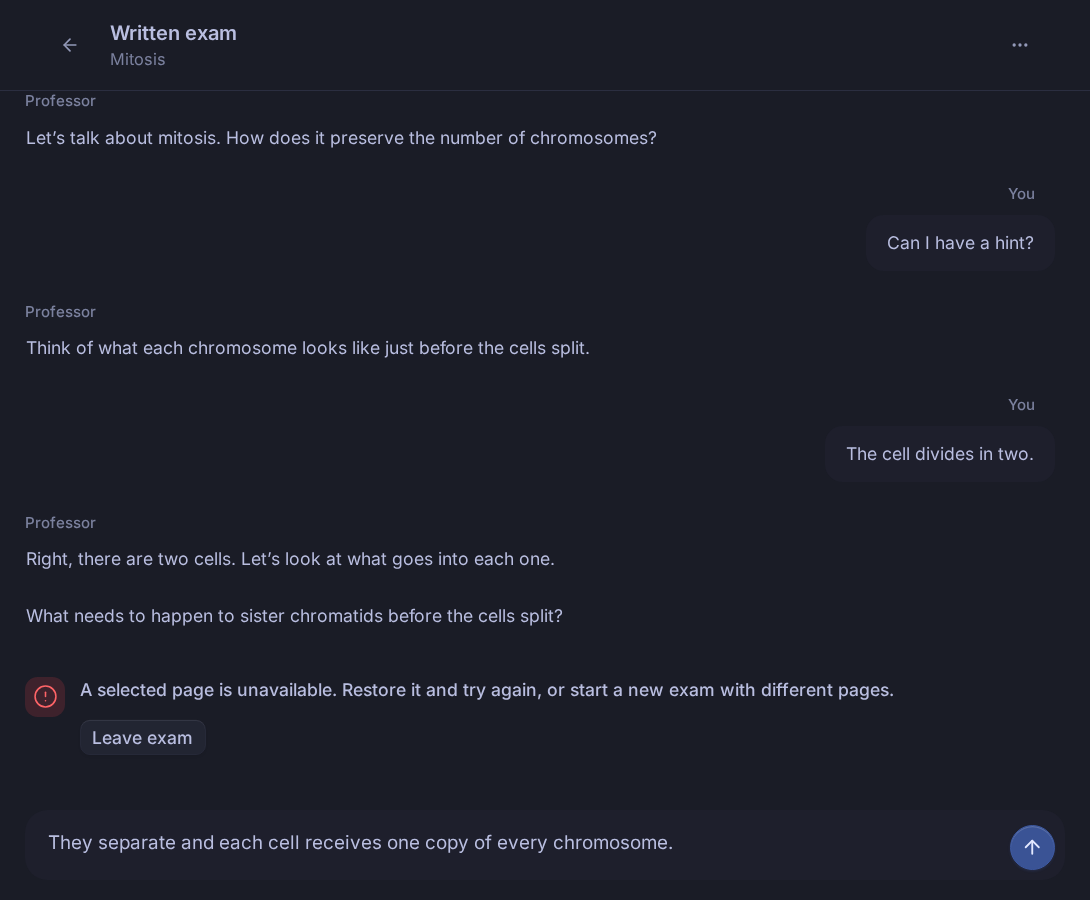 Written exam
Mitosis
Professor
Let’s talk about mitosis. How does it preserve the number of chromosomes?
You
Can I have a hint?
Professor
Think of what each chromosome looks like just before the cells split.
You
The cell divides in two.
Professor
Right, there are two cells. Let’s look at what goes into each one.
What needs to happen to sister chromatids before the cells split?
A selected page is unavailable. Restore it and try again, or start a new exam with different pages.
Leave exam
They separate and each cell receives one copy of every chromosome.